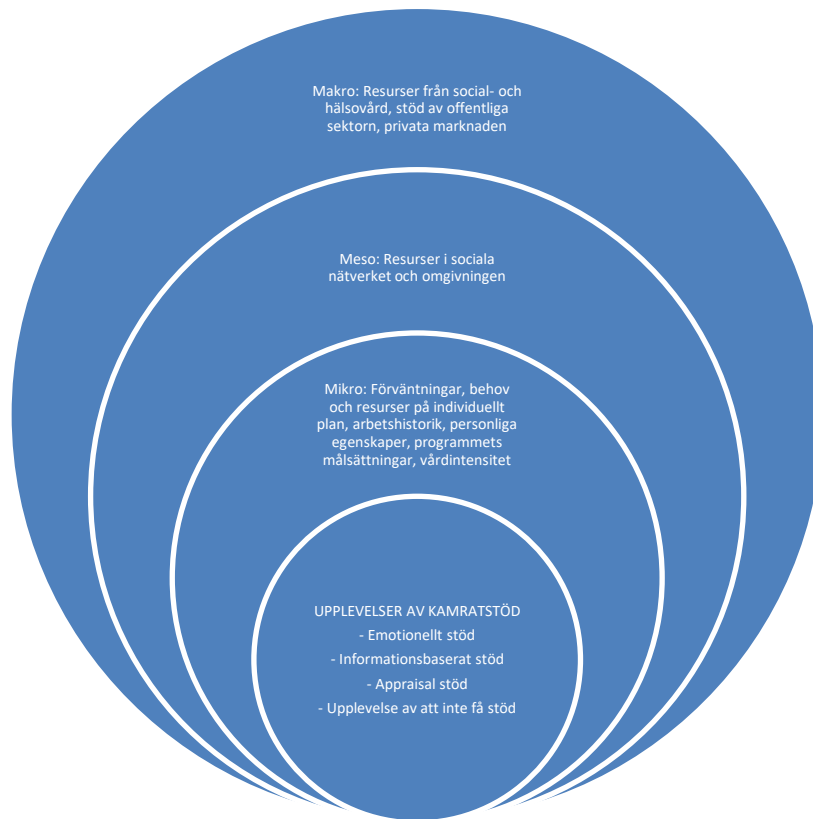 Makro: Resurser från social- och
hälsovård, stöd av offentliga
sektorn, privata marknaden
Meso: Resurser i sociala
nätverket och omgivningen
Mikro: Förväntningar, behov
och resurser på individuellt
plan, arbetshistorik, personliga
egenskaper, programmets
målsättningar, vårdintensitet
UPPLEVELSER AV KAMRATSTÖD
- Emotionellt stöd
- Informationsbaserat stöd
- Appraisal stöd
- Upplevelse av att inte få stöd